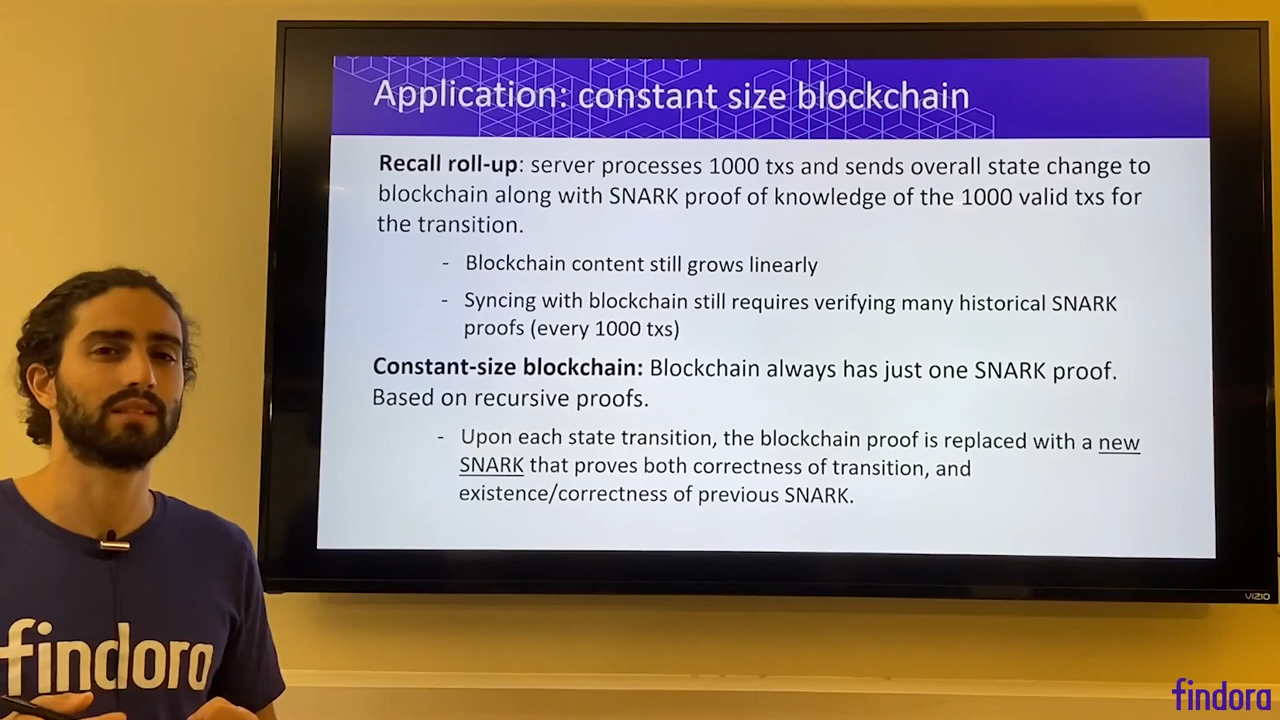 Application: constant size blockchain
Recall roll-up: server processes 1000 txs and sends overall state change to
blockchain along with SNARK proof of knowledge of the 1000 valid txs for
the transition.
- Blockchain content still grows linearly
- Syncing with blockchain still requires verifying many historical SNARK
proofs (every 1000 txs)
Constant-size blockchain: Blockchain always has just one SNARK proof.
Based on recursive proofs.
- Upon each state transition, the blockchain proof is replaced with a new
SNARK that proves both correctness of transition, and
existence/correctness of previous SNARK.
VIZIO
findora
findora